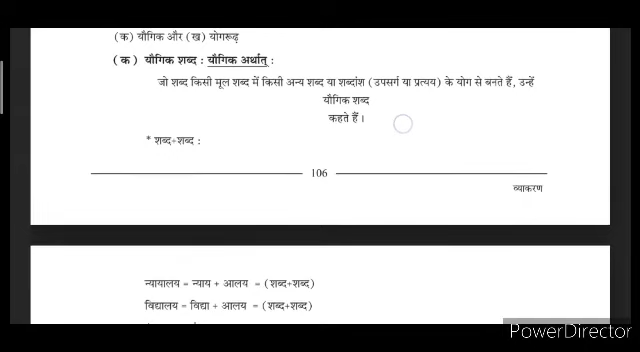 (क) यौगिक और (ख) योगरूढ़
(क) यौगिक शब्द : यौगिक अर्थात् :
जो शब्द किसी मूल शब्द में किसी अन्य शब्द या शब्दांश (उपसर्ग या प्रत्यय) के योग से बनते हैं, उन्हें
यौगिक शब्द
कहते हैं।
* शब्द+शब्द :
106
व्याकरण
न्यायालय = न्याय + आलय = (शब्द+शब्द)
विद्यालय = विद्या + आलय = (शब्द+शब्द)
PowerDirector